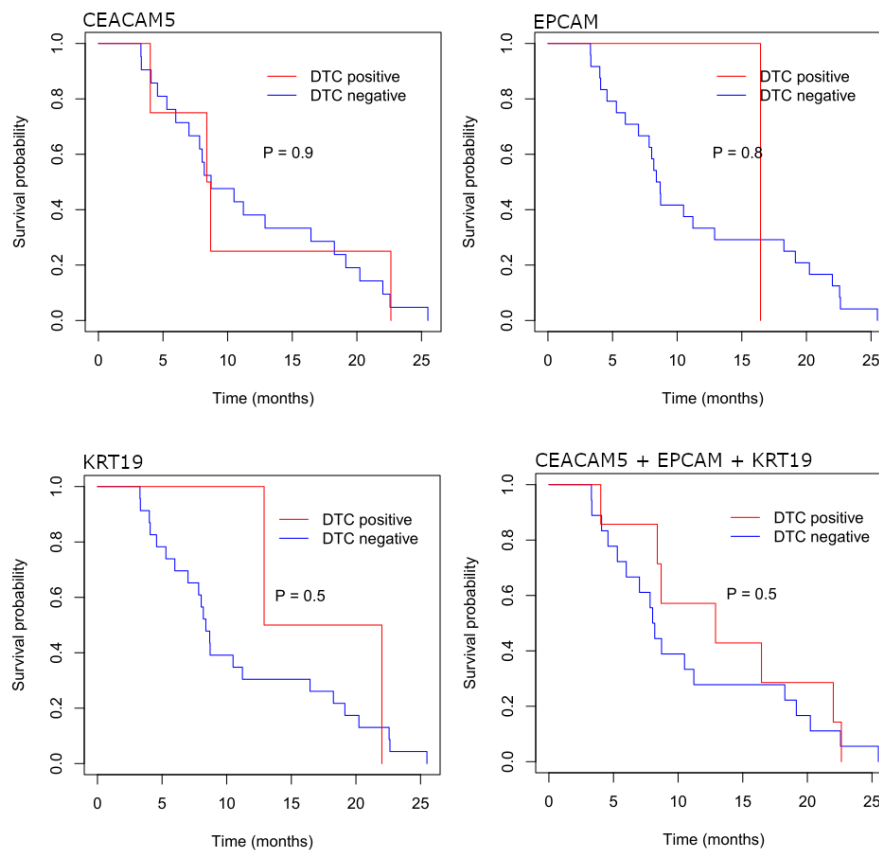 CEACAM5
1.0
0.8
0.6
0.4
0.2
0.0
Survival probability
DTC positive
DTC negative
P = 0.9
0 5 10 15 20 25
Time (months)
EPCAM
1.0
0.8
0.6
0.4
0.2
0.0
Survival probability
DTC positive
DTC negative
P = 0.8
0 5 10 15 20 25
Time (months)
KRT19
1.0
0.8
0.6
0.4
0.2
0.0
Survival probability
DTC positive
DTC negative
P = 0.5
0 5 10 15 20 25
Time (months)
CEACAM5 + EPCAM + KRT19
1.0
0.8
0.6
0.4
0.2
0.0
Survival probability
DTC positive
DTC negative
P = 0.5
0 5 10 15 20 25
Time (months)